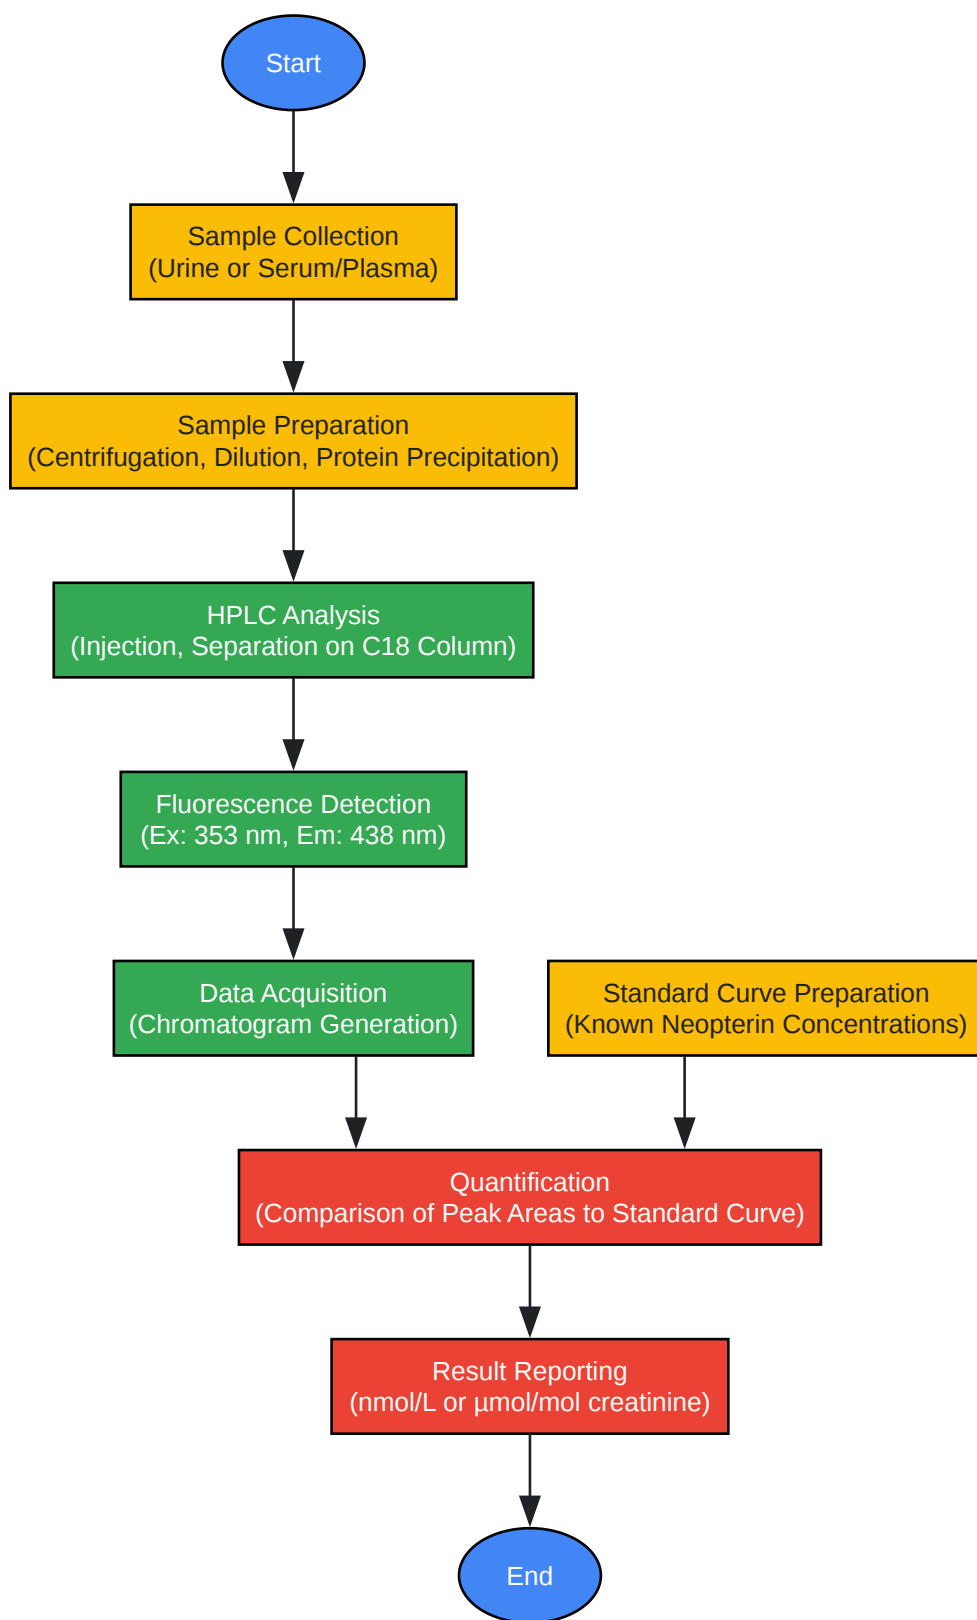 Start
Sample Collection
(Urine or Serum/Plasma)
Sample Preparation
(Centrifugation, Dilution, Protein Precipitation)
HPLC Analysis
(Injection, Separation on C18 Column)
Fluorescence Detection
(Ex: 353 nm, Em: 438 nm)
Data Acquisition
(Chromatogram Generation)
Standard Curve Preparation
(Known Neopterin Concentrations)
Quantification
(Comparison of Peak Areas to Standard Curve)
Result Reporting
(nmol/L or µmol/mol creatinine)
End